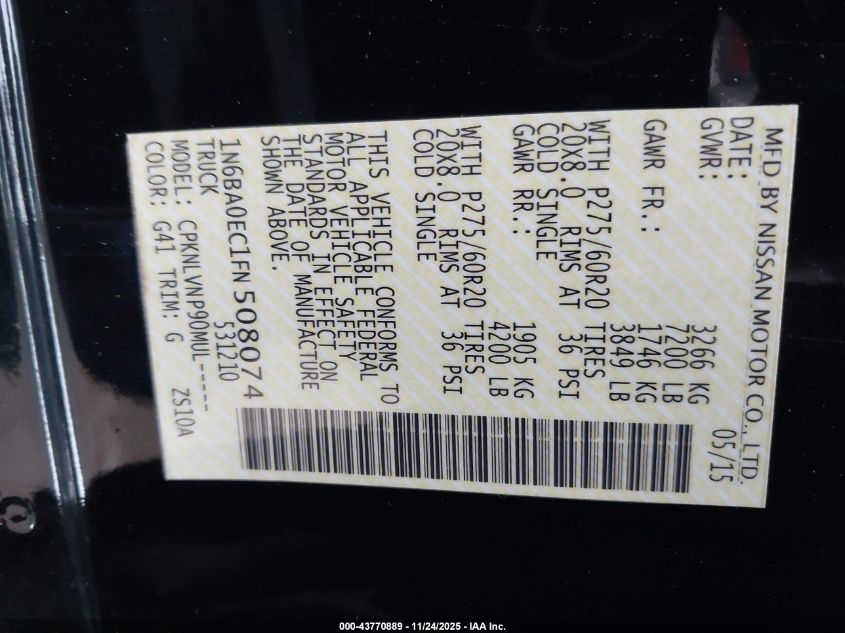 MFD BY NISSAN MOTOR CO., LTD.
DATE: 05/15
GVWR: 3266 KG
7200 LB
GAWR FR.: 1746 KG
3849 LB
WITH P275/60R20 TIRES
20X8.0 RIMS AT 36 PSI
COLD SINGLE
GAWR RR.: 1905 KG
4200 LB
WITH P275/60R20 TIRES
20X8.0 RIMS AT 36 PSI
COLD SINGLE
THIS VEHICLE CONFORMS TO
ALL APPLICABLE FEDERAL
MOTOR VEHICLE SAFETY
STANDARDS IN EFFECT ON
THE DATE OF MANUFACTURE
SHOWN ABOVE.
1N6BA0EC1FN508074
TRUCK 531210
MODEL: CPKNLVNP90MUL-----
COLOR: G41 TRIM: G ZS10A
000-43770889 - 11/24/2025 - IAA Inc.